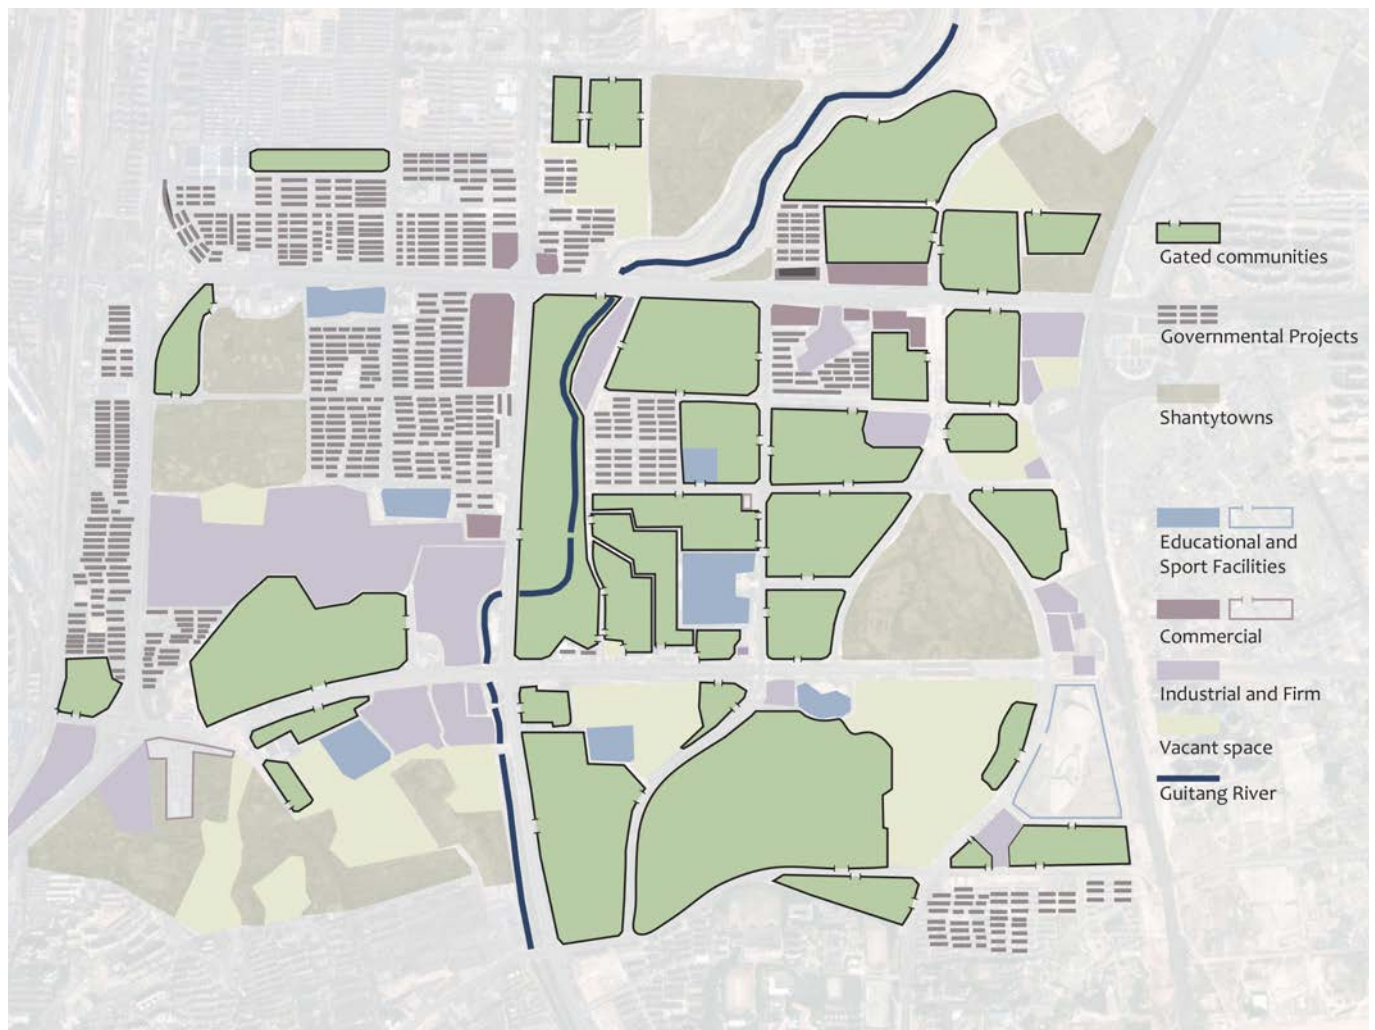 Gated communities
Governmental Projects
Shantytowns
Educational and
Sport Facilities
Commercial
Industrial and Firm
Vacant space
Guitang River